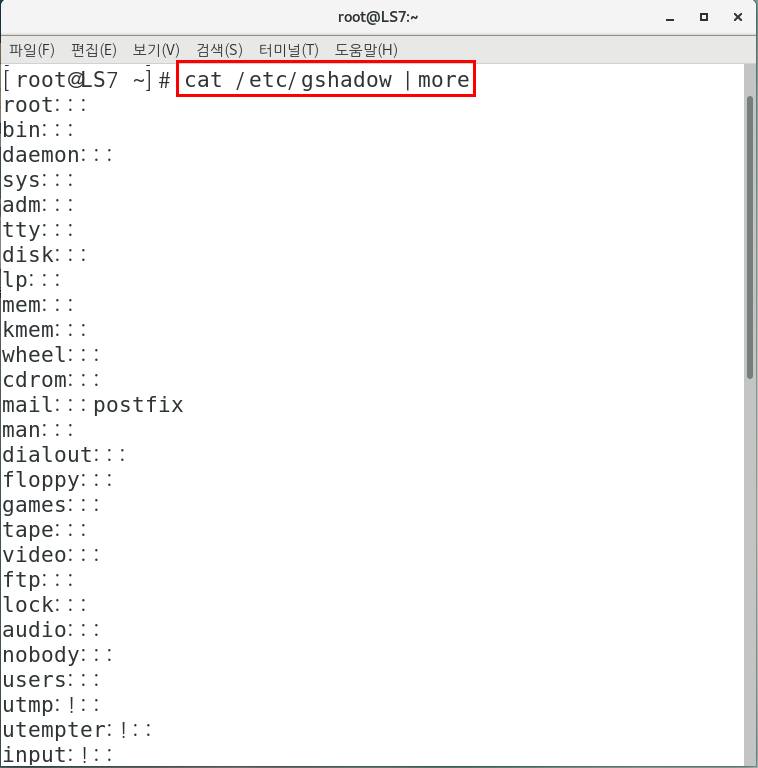 root@LS7:~
파일(F) 편집(E) 보기(V) 검색(S) 터미널(T) 도움말(H)
[root@LS7 ~]# cat /etc/gshadow |more
root:::
bin:::
daemon:::
sys:::
adm:::
tty:::
disk:::
lp:::
mem:::
kmem:::
wheel:::
cdrom:::
mail:::postfix
man:::
dialout:::
floppy:::
games:::
tape:::
video:::
ftp:::
lock:::
audio:::
nobody:::
users:::
utmp:!::
utempter:!::
input:!::